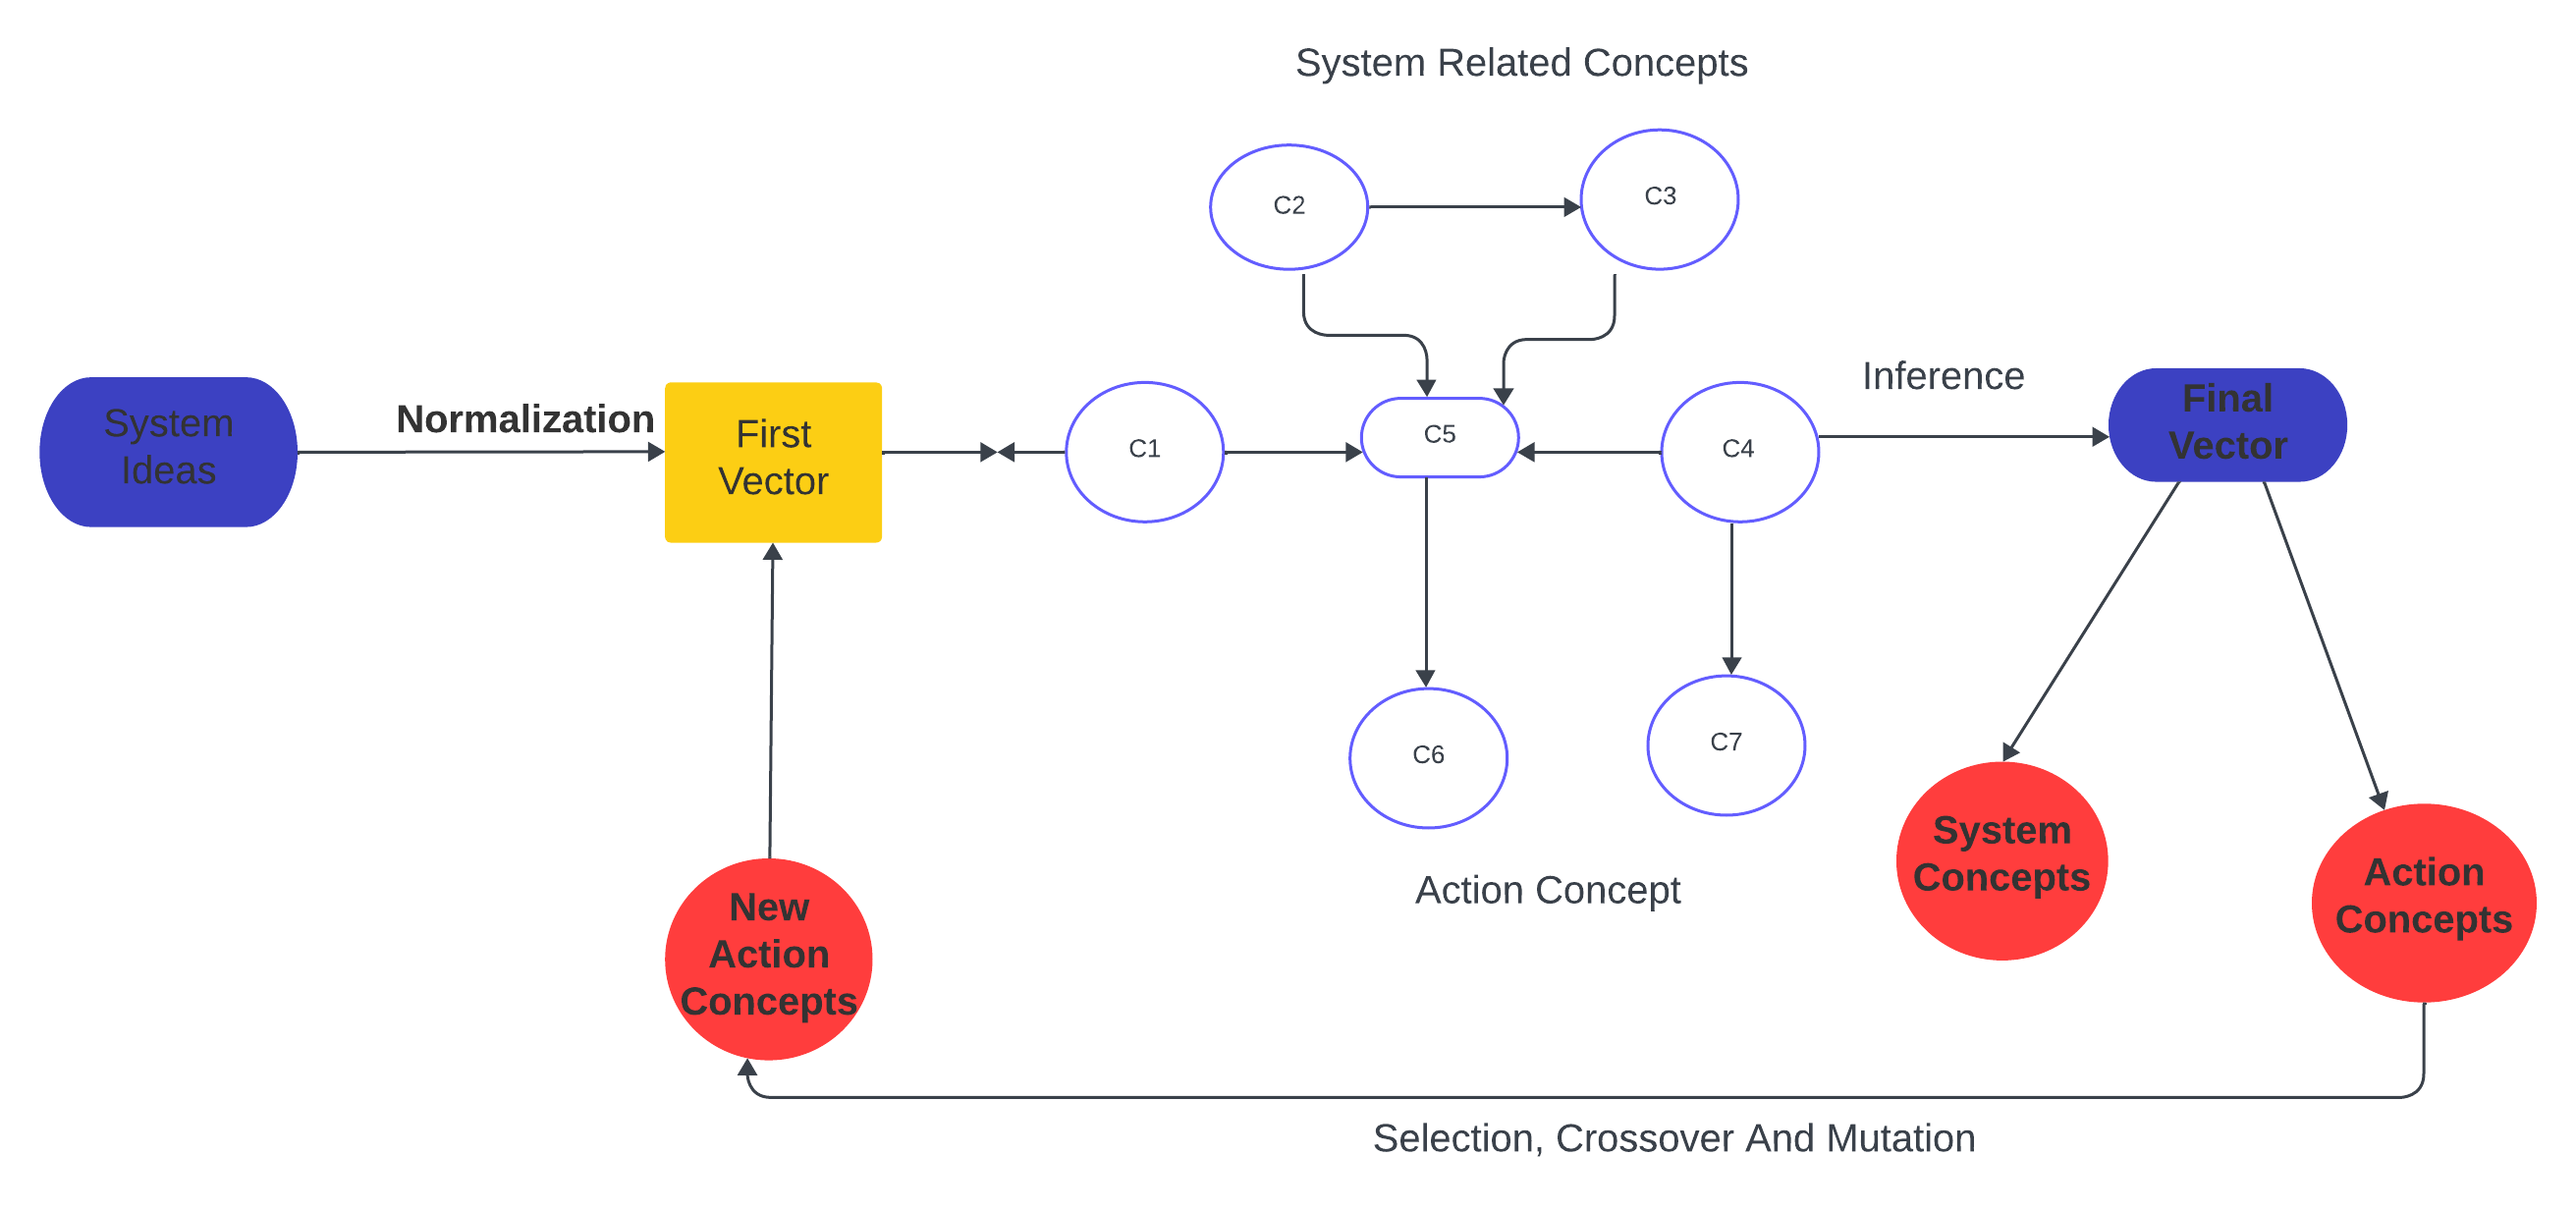 System Related Concepts
C2
C3
System
Ideas
Normalization
First
Vector
C1
C5
C4
Inference
Final
Vector
C6
C7
Action Concept
System
Concepts
Action
Concepts
New
Action
Concepts
Selection, Crossover And Mutation